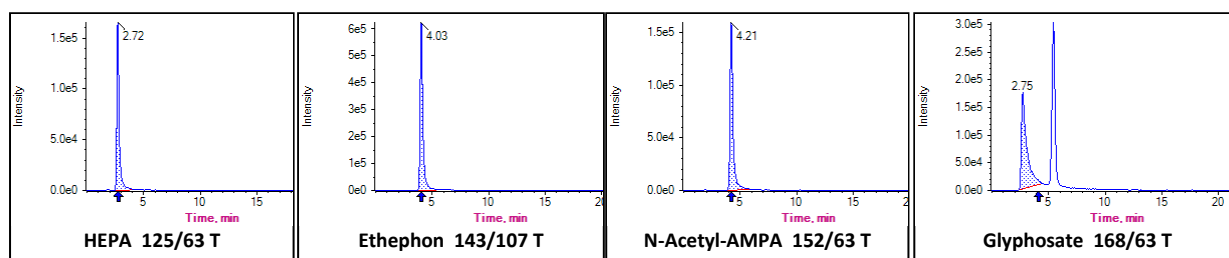 Intensity
1.5e5
1.0e5
5.0e4
0.0e0
2.72
5
10
15
Time, min
HEPA 125/63 T
Intensity
6e5
5e5
4e5
3e5
2e5
1e5
0e0
4.03
5
10
15
20
Time, min
Ethephon 143/107 T
Intensity
1.5e5
1.0e5
5.0e4
0.0e0
4.21
5
10
15
Time, min
N-Acetyl-AMPA 152/63 T
Intensity
3.0e5
2.5e5
2.0e5
1.5e5
1.0e5
5.0e4
0.0e0
2.75
5
10
15
20
Time, min
Glyphosate 168/63 T